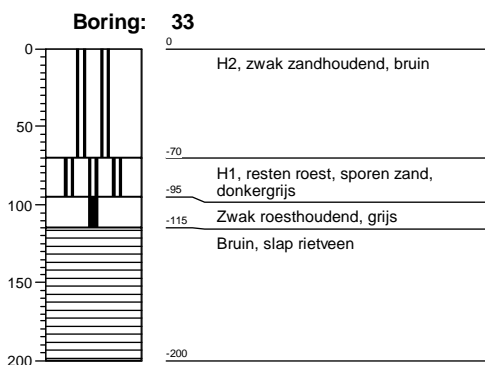 Boring: 33
0
0
H2, zwak zandhoudend, bruin
50
-70
H1, resten roest, sporen zand,
donkergrijs
-95
100
Zwak roesthoudend, grijs
-115
Bruin, slap rietveen
150
-200
200